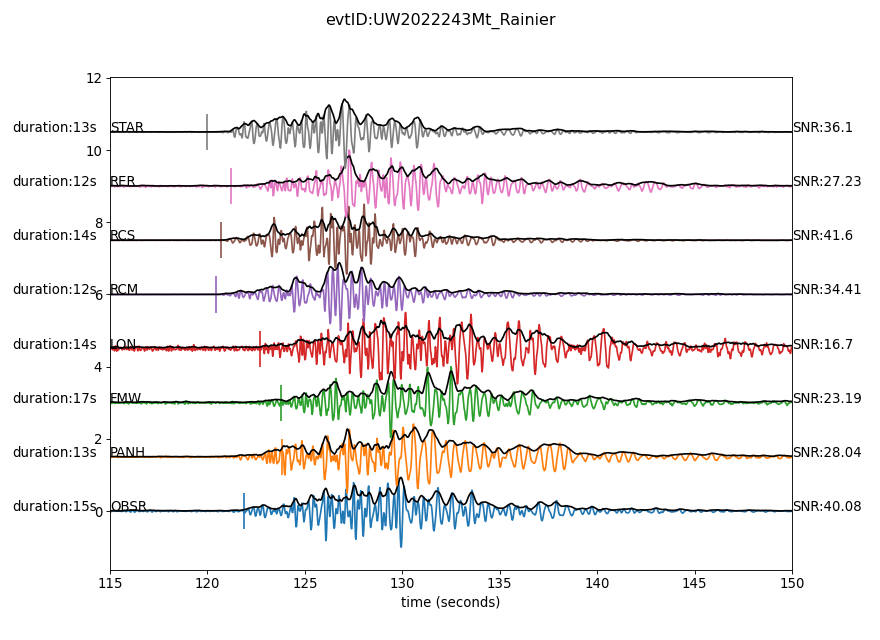 evtID:UW2022243Mt_Rainier
12
duration:13s STAR SNR:36.1
10
duration:12s RER SNR:27.23
8
duration:14s RCS SNR:41.6
duration:12s RCM SNR:34.41
6
duration:14s LON SNR:16.7
4
duration:17s FMW SNR:23.19
2
duration:13s PANH SNR:28.04
duration:15s OBSR SNR:40.08
0
115 120 125 130 135 140 145 150
time (seconds)